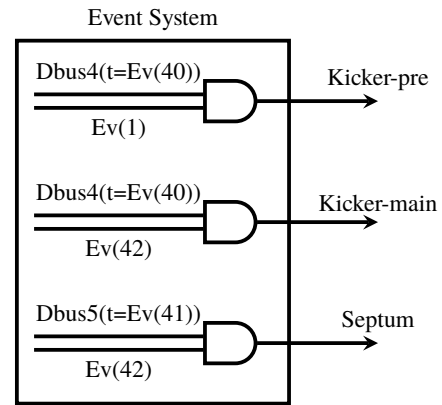 Event System
Dbus4(t=Ev(40))
Kicker-pre
Ev(1)
Dbus4(t=Ev(40))
Kicker-main
Ev(42)
Dbus5(t=Ev(41))
Septum
Ev(42)